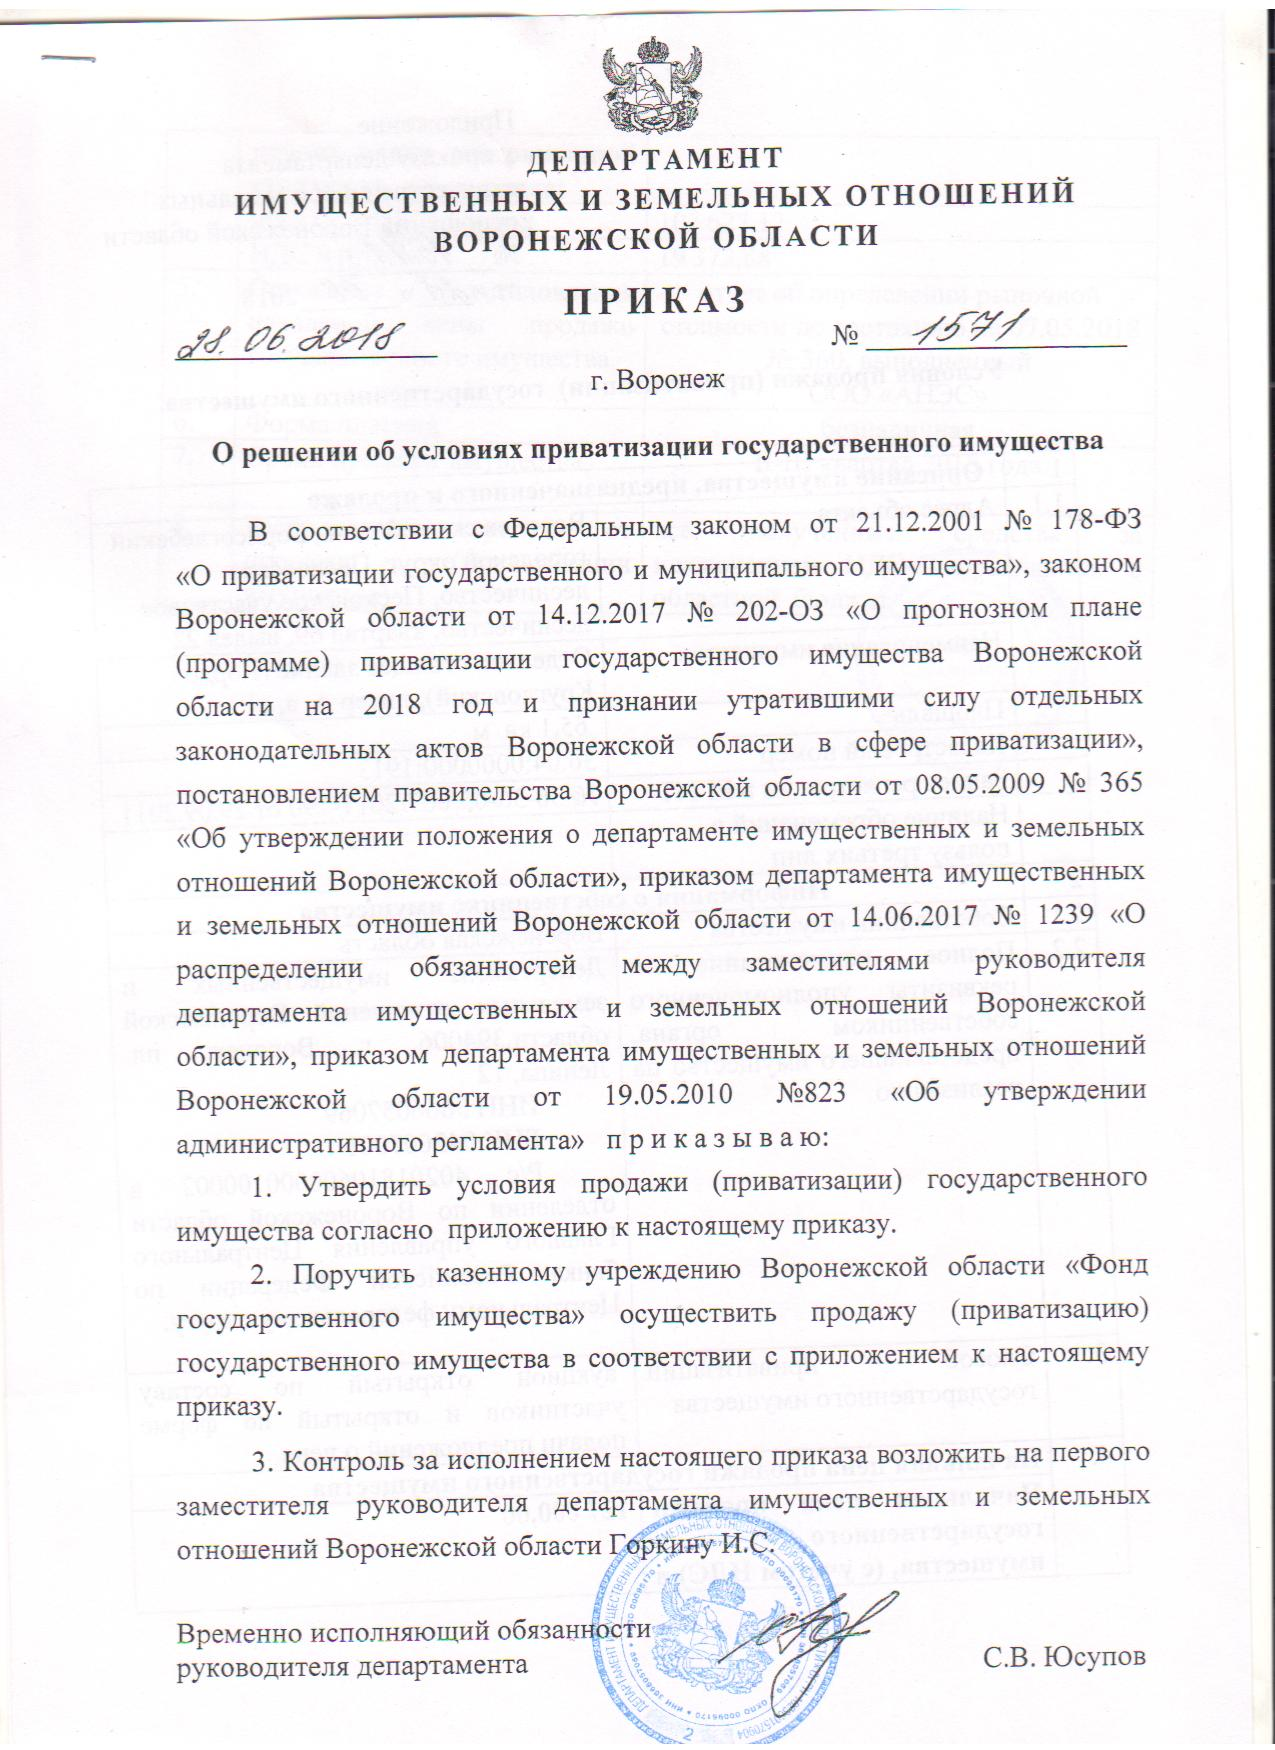 ДЕПАРТАМЕНТ
ИМУЩЕСТВЕННЫХ И ЗЕМЕЛЬНЫХ ОТНОШЕНИЙ
ВОРОНЕЖСКОЙ ОБЛАСТИ
ПРИКАЗ
28.06.2018 № 1571
г. Воронеж
О решении об условиях приватизации государственного имущества
В соответствии с Федеральным законом от 21.12.2001 № 178-ФЗ
«О приватизации государственного и муниципального имущества», законом
Воронежской области от 14.12.2017 № 202-ОЗ «О прогнозном плане
(программе) приватизации государственного имущества Воронежской
области на 2018 год и признании утратившими силу отдельных
законодательных актов Воронежской области в сфере приватизации»,
постановлением правительства Воронежской области от 08.05.2009 № 365
«Об утверждении положения о департаменте имущественных и земельных
отношений Воронежской области», приказом департамента имущественных
и земельных отношений Воронежской области от 14.06.2017 № 1239 «О
распределении обязанностей между заместителями руководителя
департамента имущественных и земельных отношений Воронежской
области», приказом департамента имущественных и земельных отношений
Воронежской области от 19.05.2010 №823 «Об утверждении
административного регламента» п р и к а з ы в а ю:
1. Утвердить условия продажи (приватизации) государственного
имущества согласно приложению к настоящему приказу.
2. Поручить казенному учреждению Воронежской области «Фонд
государственного имущества» осуществить продажу (приватизацию)
государственного имущества в соответствии с приложением к настоящему
приказу.
3. Контроль за исполнением настоящего приказа возложить на первого
заместителя руководителя департамента имущественных и земельных
отношений Воронежской области Горкину И.С.
Временно исполняющий обязанности
руководителя департамента С.В. Юсупов